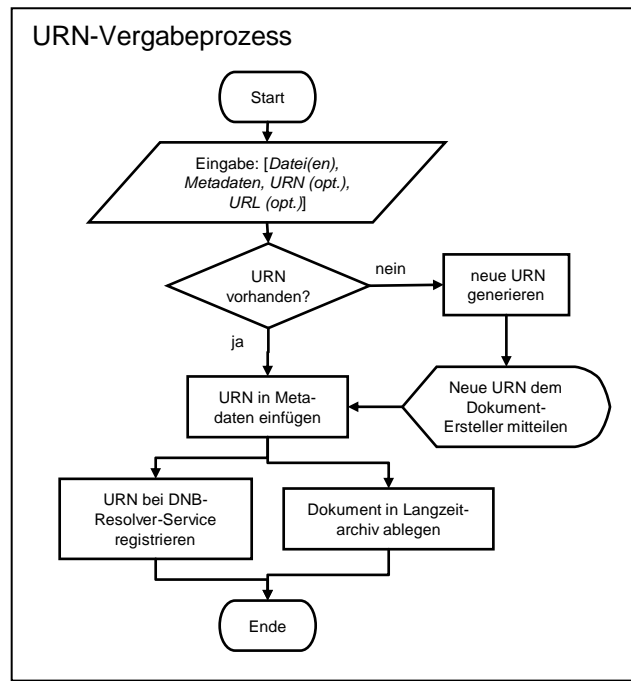 URN-Vergabeprozess
Start
Eingabe: [Datei(en),
Metadaten, URN (opt.),
URL (opt.)]
URN
vorhanden?
nein
neue URN
generieren
ja
Neue URN dem
Dokument-
Ersteller mitteilen
URN in Meta-
daten einfügen
URN bei DNB-
Resolver-Service
registrieren
Dokument in Langzeit-
archiv ablegen
Ende